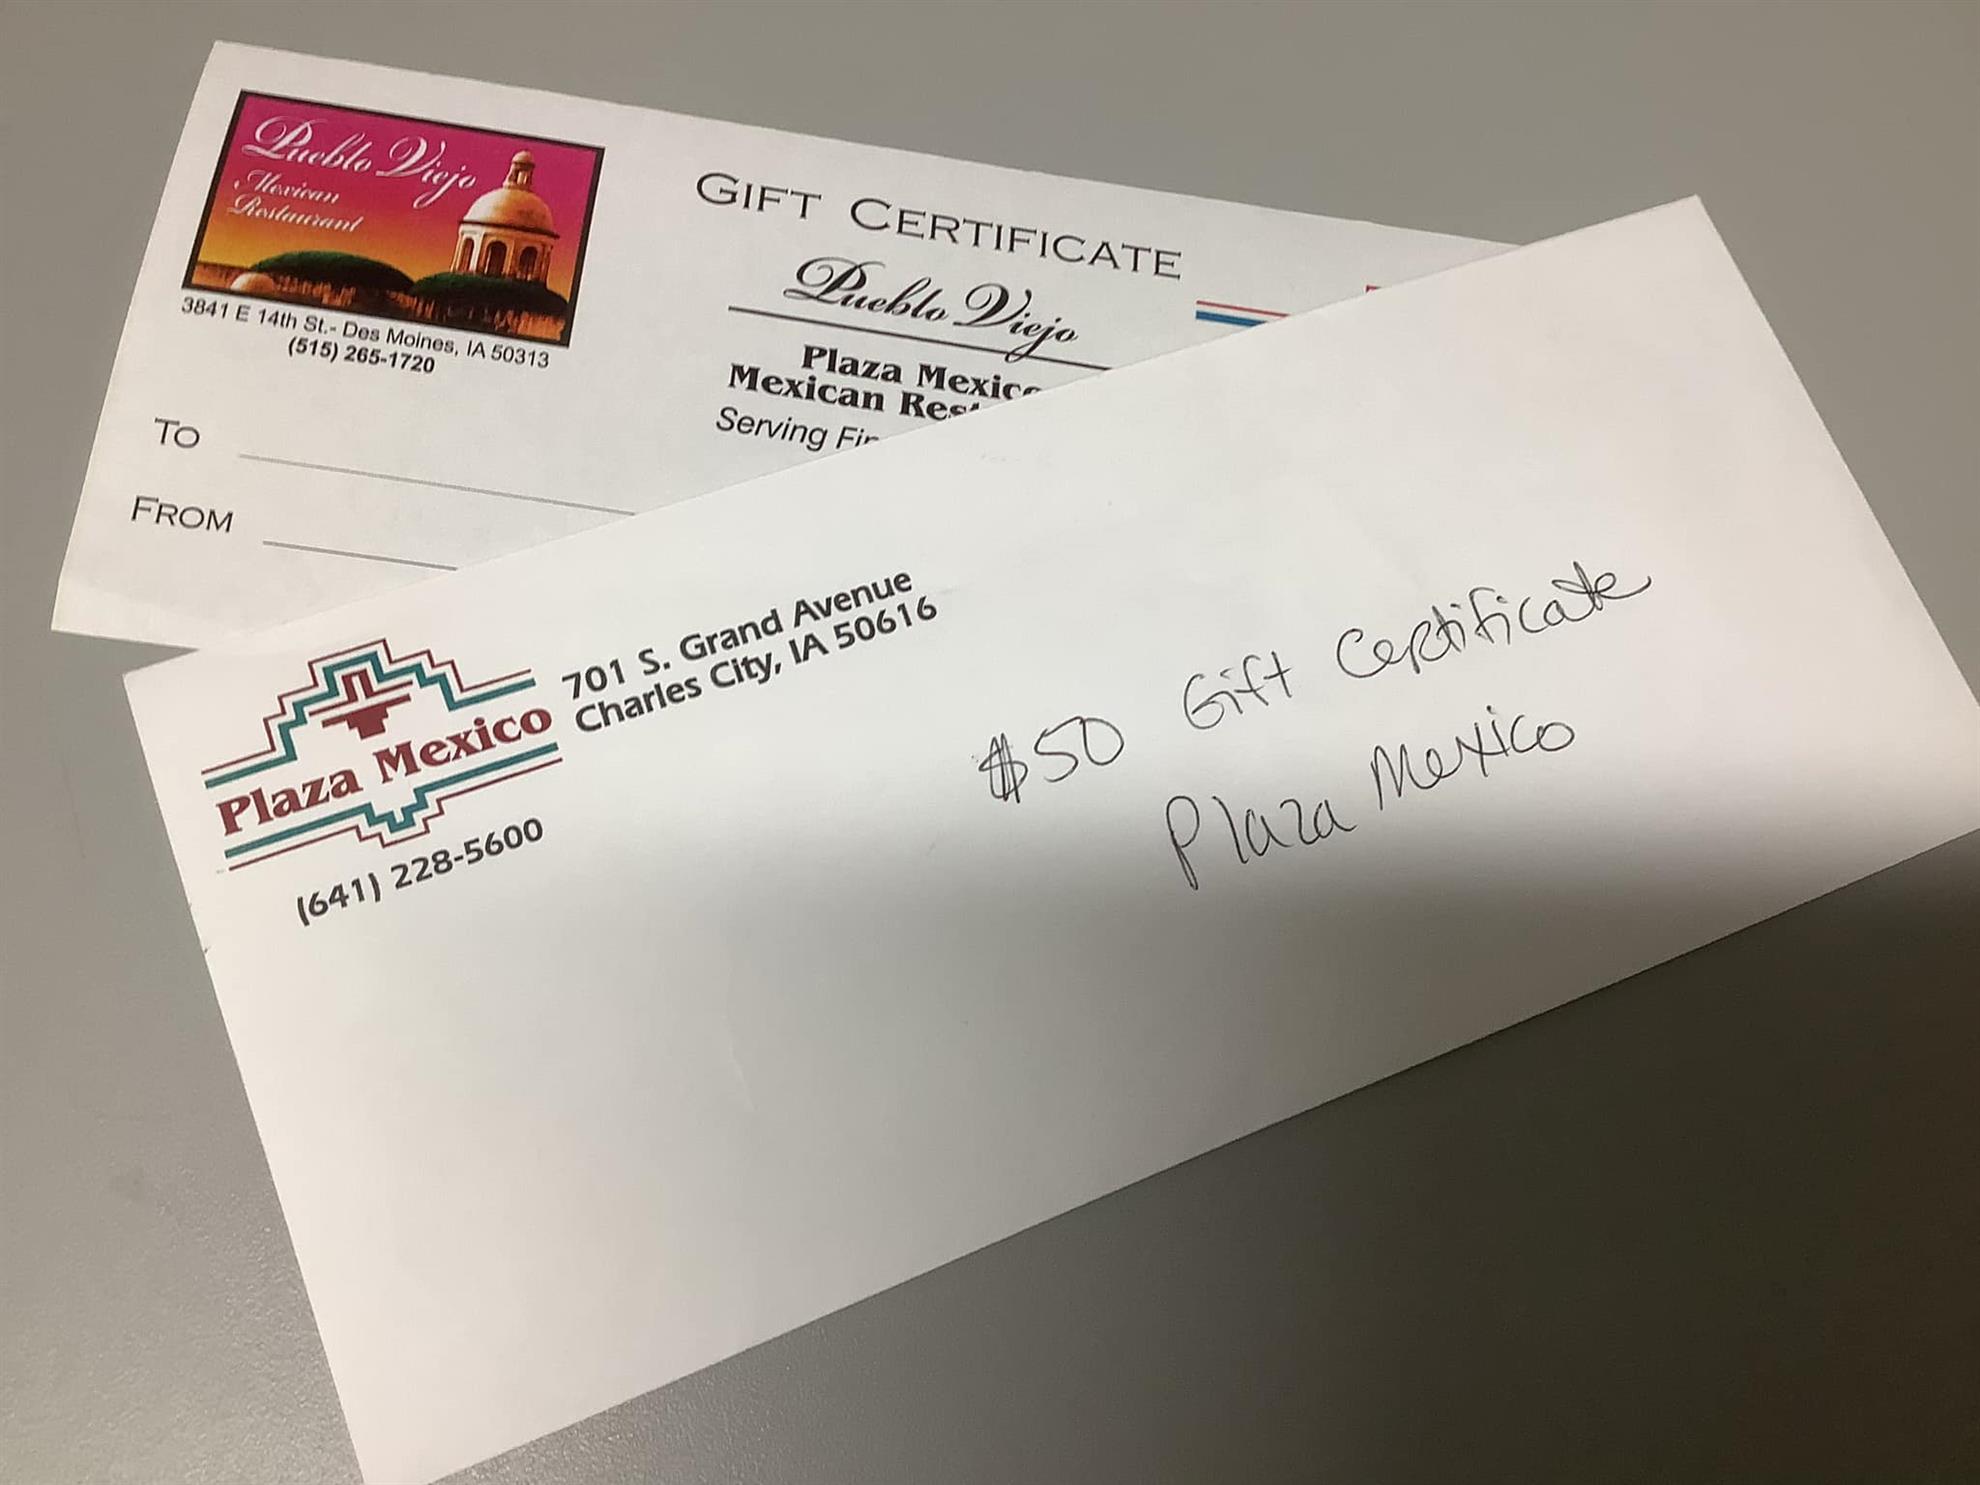 Pueblo Viejo
Mexican
Restaurant
3841 E 14th St.- Des Moines, IA 50313
(515) 265-1720
GIFT CERTIFICATE
Pueblo Viejo
Plaza Mexico
Mexican
Serving
TO
FROM
Plaza Mexico
(641) 228-5600
701 S. Grand Avenue
Charles City, IA 50616
$50 Gift Certificate
Plaza Mexico